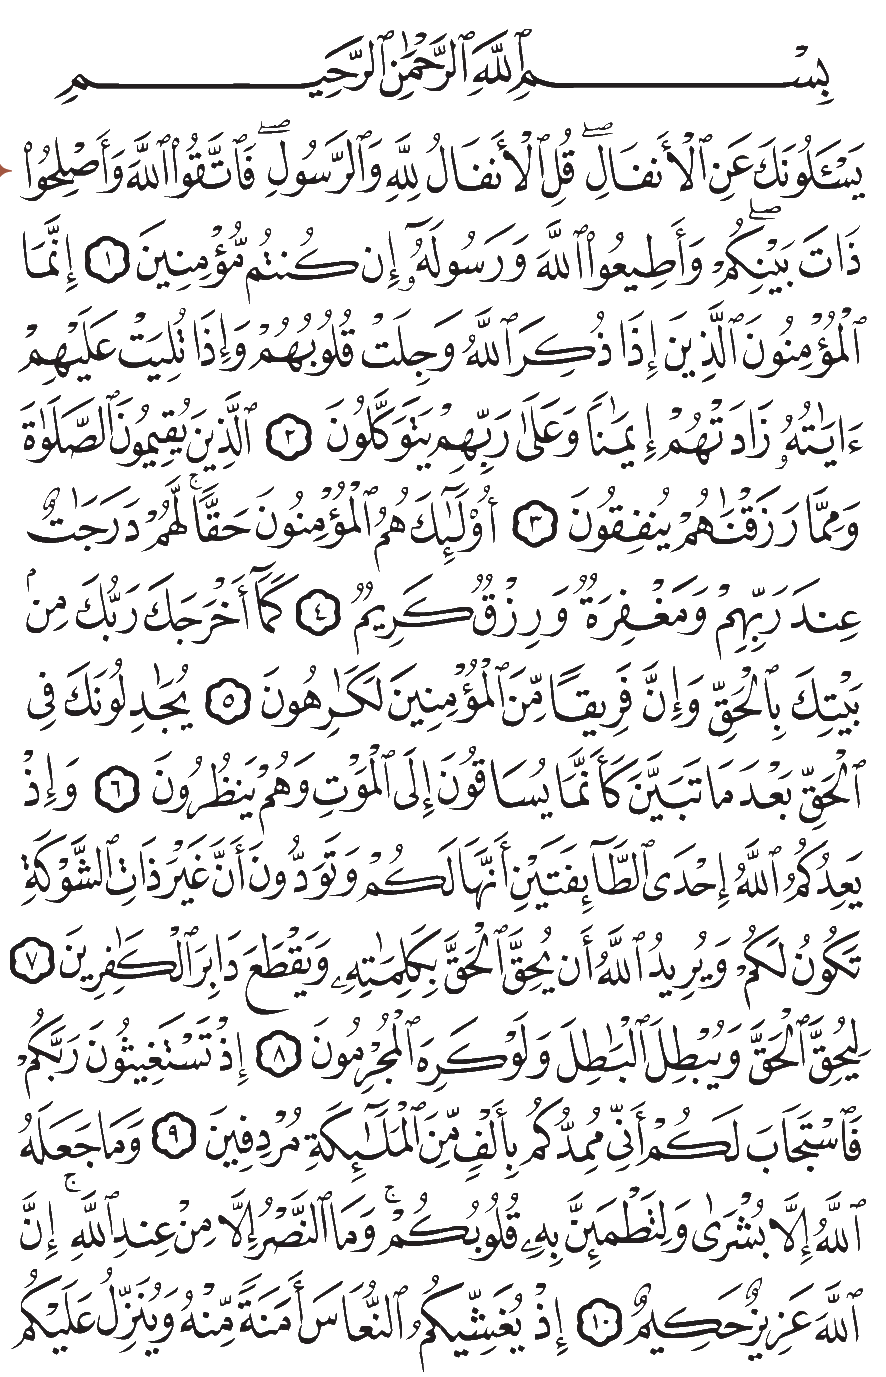 بِسْمِ ٱللَّهِ ٱلرَّحْمَٰنِ ٱلرَّحِيمِ
يَسْـَٔلُونَكَ عَنِ ٱلْأَنفَالِ ۖ قُلِ ٱلْأَنفَالُ لِلَّهِ وَٱلرَّسُولِ ۖ فَٱتَّقُوا۟ ٱللَّهَ وَأَصْلِحُوا۟
ذَاتَ بَيْنِكُمْ ۖ وَأَطِيعُوا۟ ٱللَّهَ وَرَسُولَهُۥٓ إِن كُنتُم مُّؤْمِنِينَ ١ إِنَّمَا
ٱلْمُؤْمِنُونَ ٱلَّذِينَ إِذَا ذُكِرَ ٱللَّهُ وَجِلَتْ قُلُوبُهُمْ وَإِذَا تُلِيَتْ عَلَيْهِمْ
ءَايَٰتُهُۥ زَادَتْهُمْ إِيمَٰنًا وَعَلَىٰ رَبِّهِمْ يَتَوَكَّلُونَ ٢ ٱلَّذِينَ يُقِيمُونَ ٱلصَّلَوٰةَ
وَمِمَّا رَزَقْنَٰهُمْ يُنفِقُونَ ٣ أُو۟لَٰٓئِكَ هُمُ ٱلْمُؤْمِنُونَ حَقًّا ۚ لَّهُمْ دَرَجَٰتٌ
عِندَ رَبِّهِمْ وَمَغْفِرَةٌ وَرِزْقٌ كَرِيمٌ ٤ كَمَآ أَخْرَجَكَ رَبُّكَ مِنۢ
بَيْتِكَ بِٱلْحَقِّ وَإِنَّ فَرِيقًا مِّنَ ٱلْمُؤْمِنِينَ لَكَٰرِهُونَ ٥ يُجَٰدِلُونَكَ فِى
ٱلْحَقِّ بَعْدَ مَا تَبَيَّنَ كَأَنَّمَا يُسَاقُونَ إِلَى ٱلْمَوْتِ وَهُمْ يَنظُرُونَ ٦ وَإِذْ
يَعِدُكُمُ ٱللَّهُ إِحْدَى ٱلطَّآئِفَتَيْنِ أَنَّهَا لَكُمْ وَتَوَدُّونَ أَنَّ غَيْرَ ذَاتِ ٱلشَّوْكَةِ
تَكُونُ لَكُمْ وَيُرِيدُ ٱللَّهُ أَن يُحِقَّ ٱلْحَقَّ بِكَلِمَٰتِهِۦ وَيَقْطَعَ دَابِرَ ٱلْكَٰفِرِينَ ٧
لِيُحِقَّ ٱلْحَقَّ وَيُبْطِلَ ٱلْبَٰطِلَ وَلَوْ كَرِهَ ٱلْمُجْرِمُونَ ٨ إِذْ تَسْتَغِيثُونَ رَبَّكُمْ
فَٱسْتَجَابَ لَكُمْ أَنِّى مُمِدُّكُم بِأَلْفٍ مِّنَ ٱلْمَلَٰٓئِكَةِ مُرْدِفِينَ ٩ وَمَا جَعَلَهُ
ٱللَّهُ إِلَّا بُشْرَىٰ وَلِتَطْمَئِنَّ بِهِۦ قُلُوبُكُمْ ۚ وَمَا ٱلنَّصْرُ إِلَّا مِنْ عِندِ ٱللَّهِ ۚ إِنَّ
ٱللَّهَ عَزِيزٌ حَكِيمٌ ١٠ إِذْ يُغَشِّيكُمُ ٱلنُّعَاسَ أَمَنَةً مِّنْهُ وَيُنَزِّلُ عَلَيْكُم